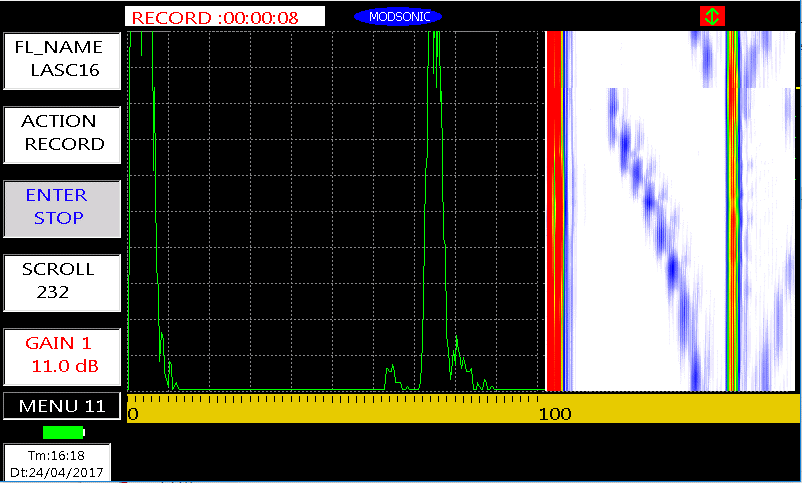 RECORD :00:00:08
MODSONIC
FL_NAME
LASC16
ACTION
RECORD
ENTER
STOP
SCROLL
232
GAIN 1
11.0 dB
MENU 11
0
100
Tm:16:18
Dt:24/04/2017